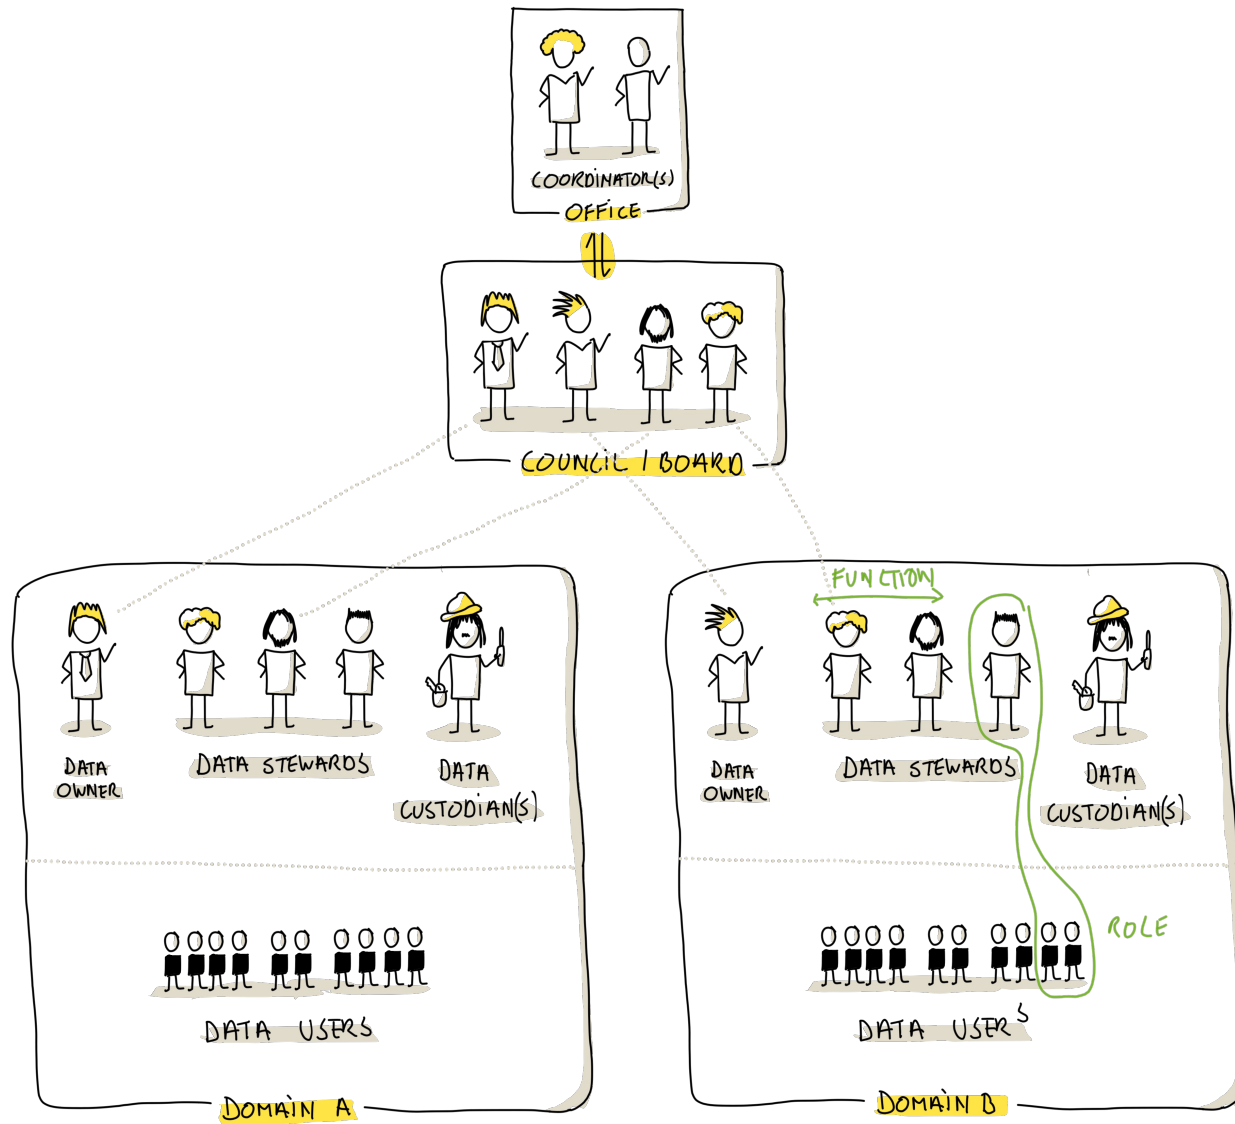 COORDINATOR(S)
OFFICE
COUNCIL / BOARD
DATA
OWNER
DATA STEWARDS
DATA
CUSTODIAN(S)
DATA USERS
DOMAIN A
FUNCTION
DATA
OWNER
DATA STEWARDS
DATA
CUSTODIAN(S)
ROLE
DATA USERS
DOMAIN B